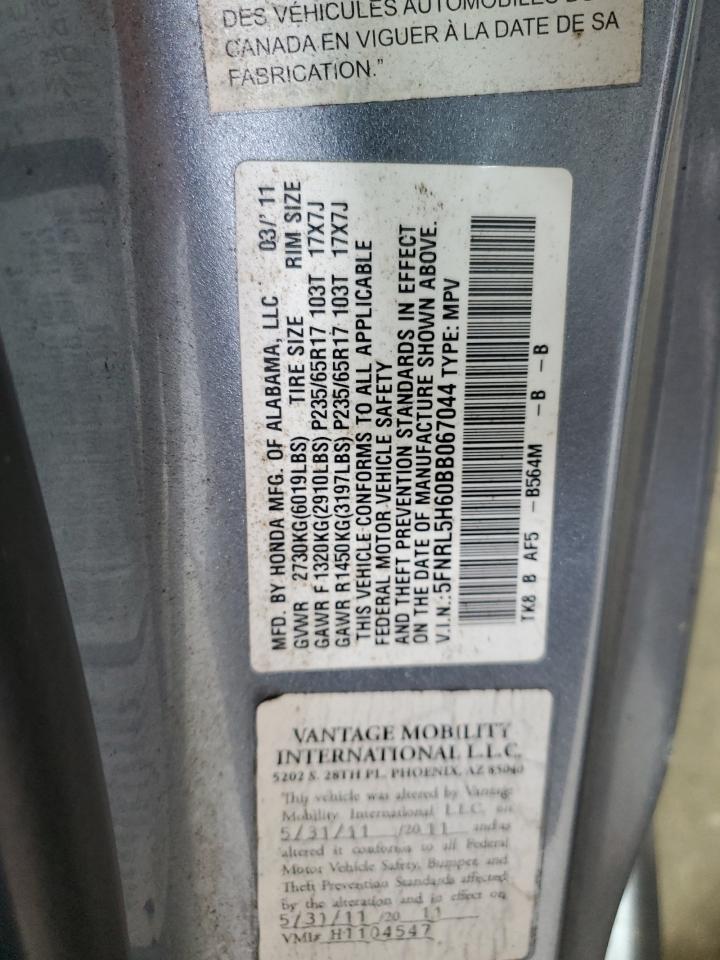 DES VÉHICULES AUTOMOBILES DU
CANADA EN VIGUER À LA DATE DE SA
FABRICATION."
MFD. BY HONDA MFG. OF ALABAMA, LLC 03/'11
GVWR 2730KG(6019LBS) TIRE SIZE RIM SIZE
GAWR F 1320KG(2910LBS) P235/65R17 103T 17X7J
GAWR R1450KG(3197LBS) P235/65R17 103T 17X7J
THIS VEHICLE CONFORMS TO ALL APPLICABLE
FEDERAL MOTOR VEHICLE SAFETY
AND THEFT PREVENTION STANDARDS IN EFFECT
ON THE DATE OF MANUFACTURE SHOWN ABOVE.
V.I.N.:5FNRL5H60BB067044 TYPE: MPV
TK8 B AF5 -B564M -B -B
VANTAGE MOBILITY
INTERNATIONAL L.L.C.
5202 S. 28TH PL. PHOENIX, AZ 85040
This vehicle was altered by Vantage
Mobility International L.L.C. on
5/31/11 /2011 and as
altered it conforms to all Federal
Motor Vehicle Safety, Bumper and
Theft Prevention Standards affected
by the alteration and in effect on
5/31/11 /20 11
VMI# H1104547